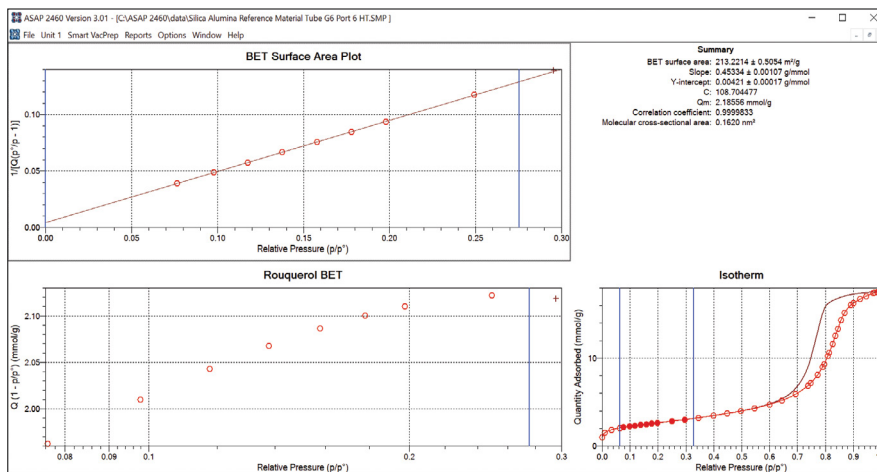 ASAP 2460 Version 3.01 - [C:\ASAP 2460\data\Silica Alumina Reference Material Tube G6 Port 6 HT.SMP ]
File Unit 1 Smart VacPrep Reports Options Window Help
BET Surface Area Plot
1/[Q(p°/p - 1)]
0.10
0.05
0.00
0.00 0.05 0.10 0.15 0.20 0.25 0.30
Relative Pressure (p/p°)
Summary
BET surface area: 213.2214 ± 0.5054 m²/g
Slope: 0.45334 ± 0.00107 g/mmol
Y-intercept: 0.00421 ± 0.00017 g/mmol
C: 108.704477
Qm: 2.18556 mmol/g
Correlation coefficient: 0.9999833
Molecular cross-sectional area: 0.1620 nm²
Rouquerol BET
Q (1 - p/p°) (mmol/g)
2.10
2.05
2.00
0.08 0.09 0.1 0.2 0.3
Relative Pressure (p/p°)
Isotherm
Quantity Adsorbed (mmol/g)
10
0
0.0 0.1 0.2 0.3 0.4 0.5 0.6 0.7 0.8 0.9
Relative Pressure (p/p°)